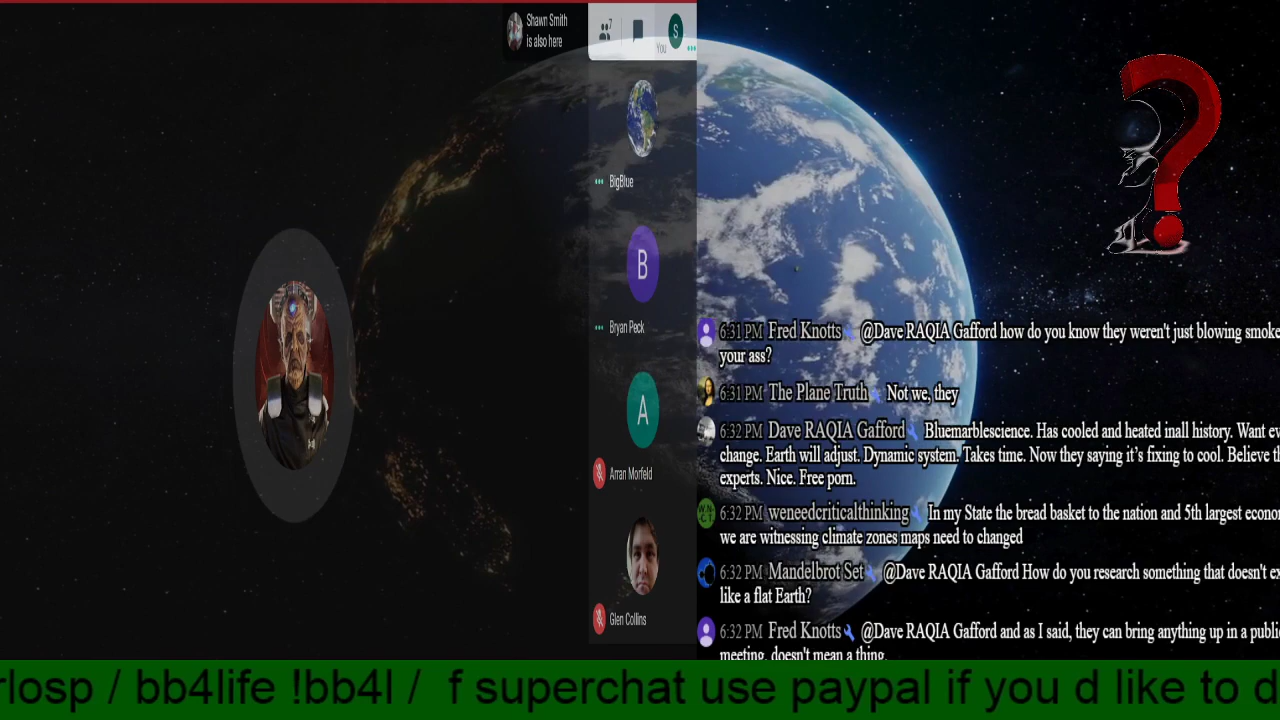 Shawn Smith
is also here
7
S
You
BigBlue
B
Bryan Peck
A
Arran Morfeld
Glen Collins
?
6:31 PM Fred Knotts @Dave RAQIA Gafford how do you know they weren't just blowing smoke
your ass?
6:31 PM The Plane Truth Not we, they
6:32 PM Dave RAQIA Gafford Bluemarblescience. Has cooled and heated inall history. Want ev
change. Earth will adjust. Dynamic system. Takes time. Now they saying it's fixing to cool. Believe th
experts. Nice. Free porn.
6:32 PM weneedcriticalthinking In my State the bread basket to the nation and 5th largest econo
we are witnessing climate zones maps need to changed
6:32 PM Mandelbrot Set @Dave RAQIA Gafford How do you research something that doesn't ex
like a flat Earth?
6:32 PM Fred Knotts @Dave RAQIA Gafford and as I said, they can bring anything up in a public
meeting, doesn't mean a thing.
rlosp / bb4life !bb4l / f superchat use paypal if you d like to d